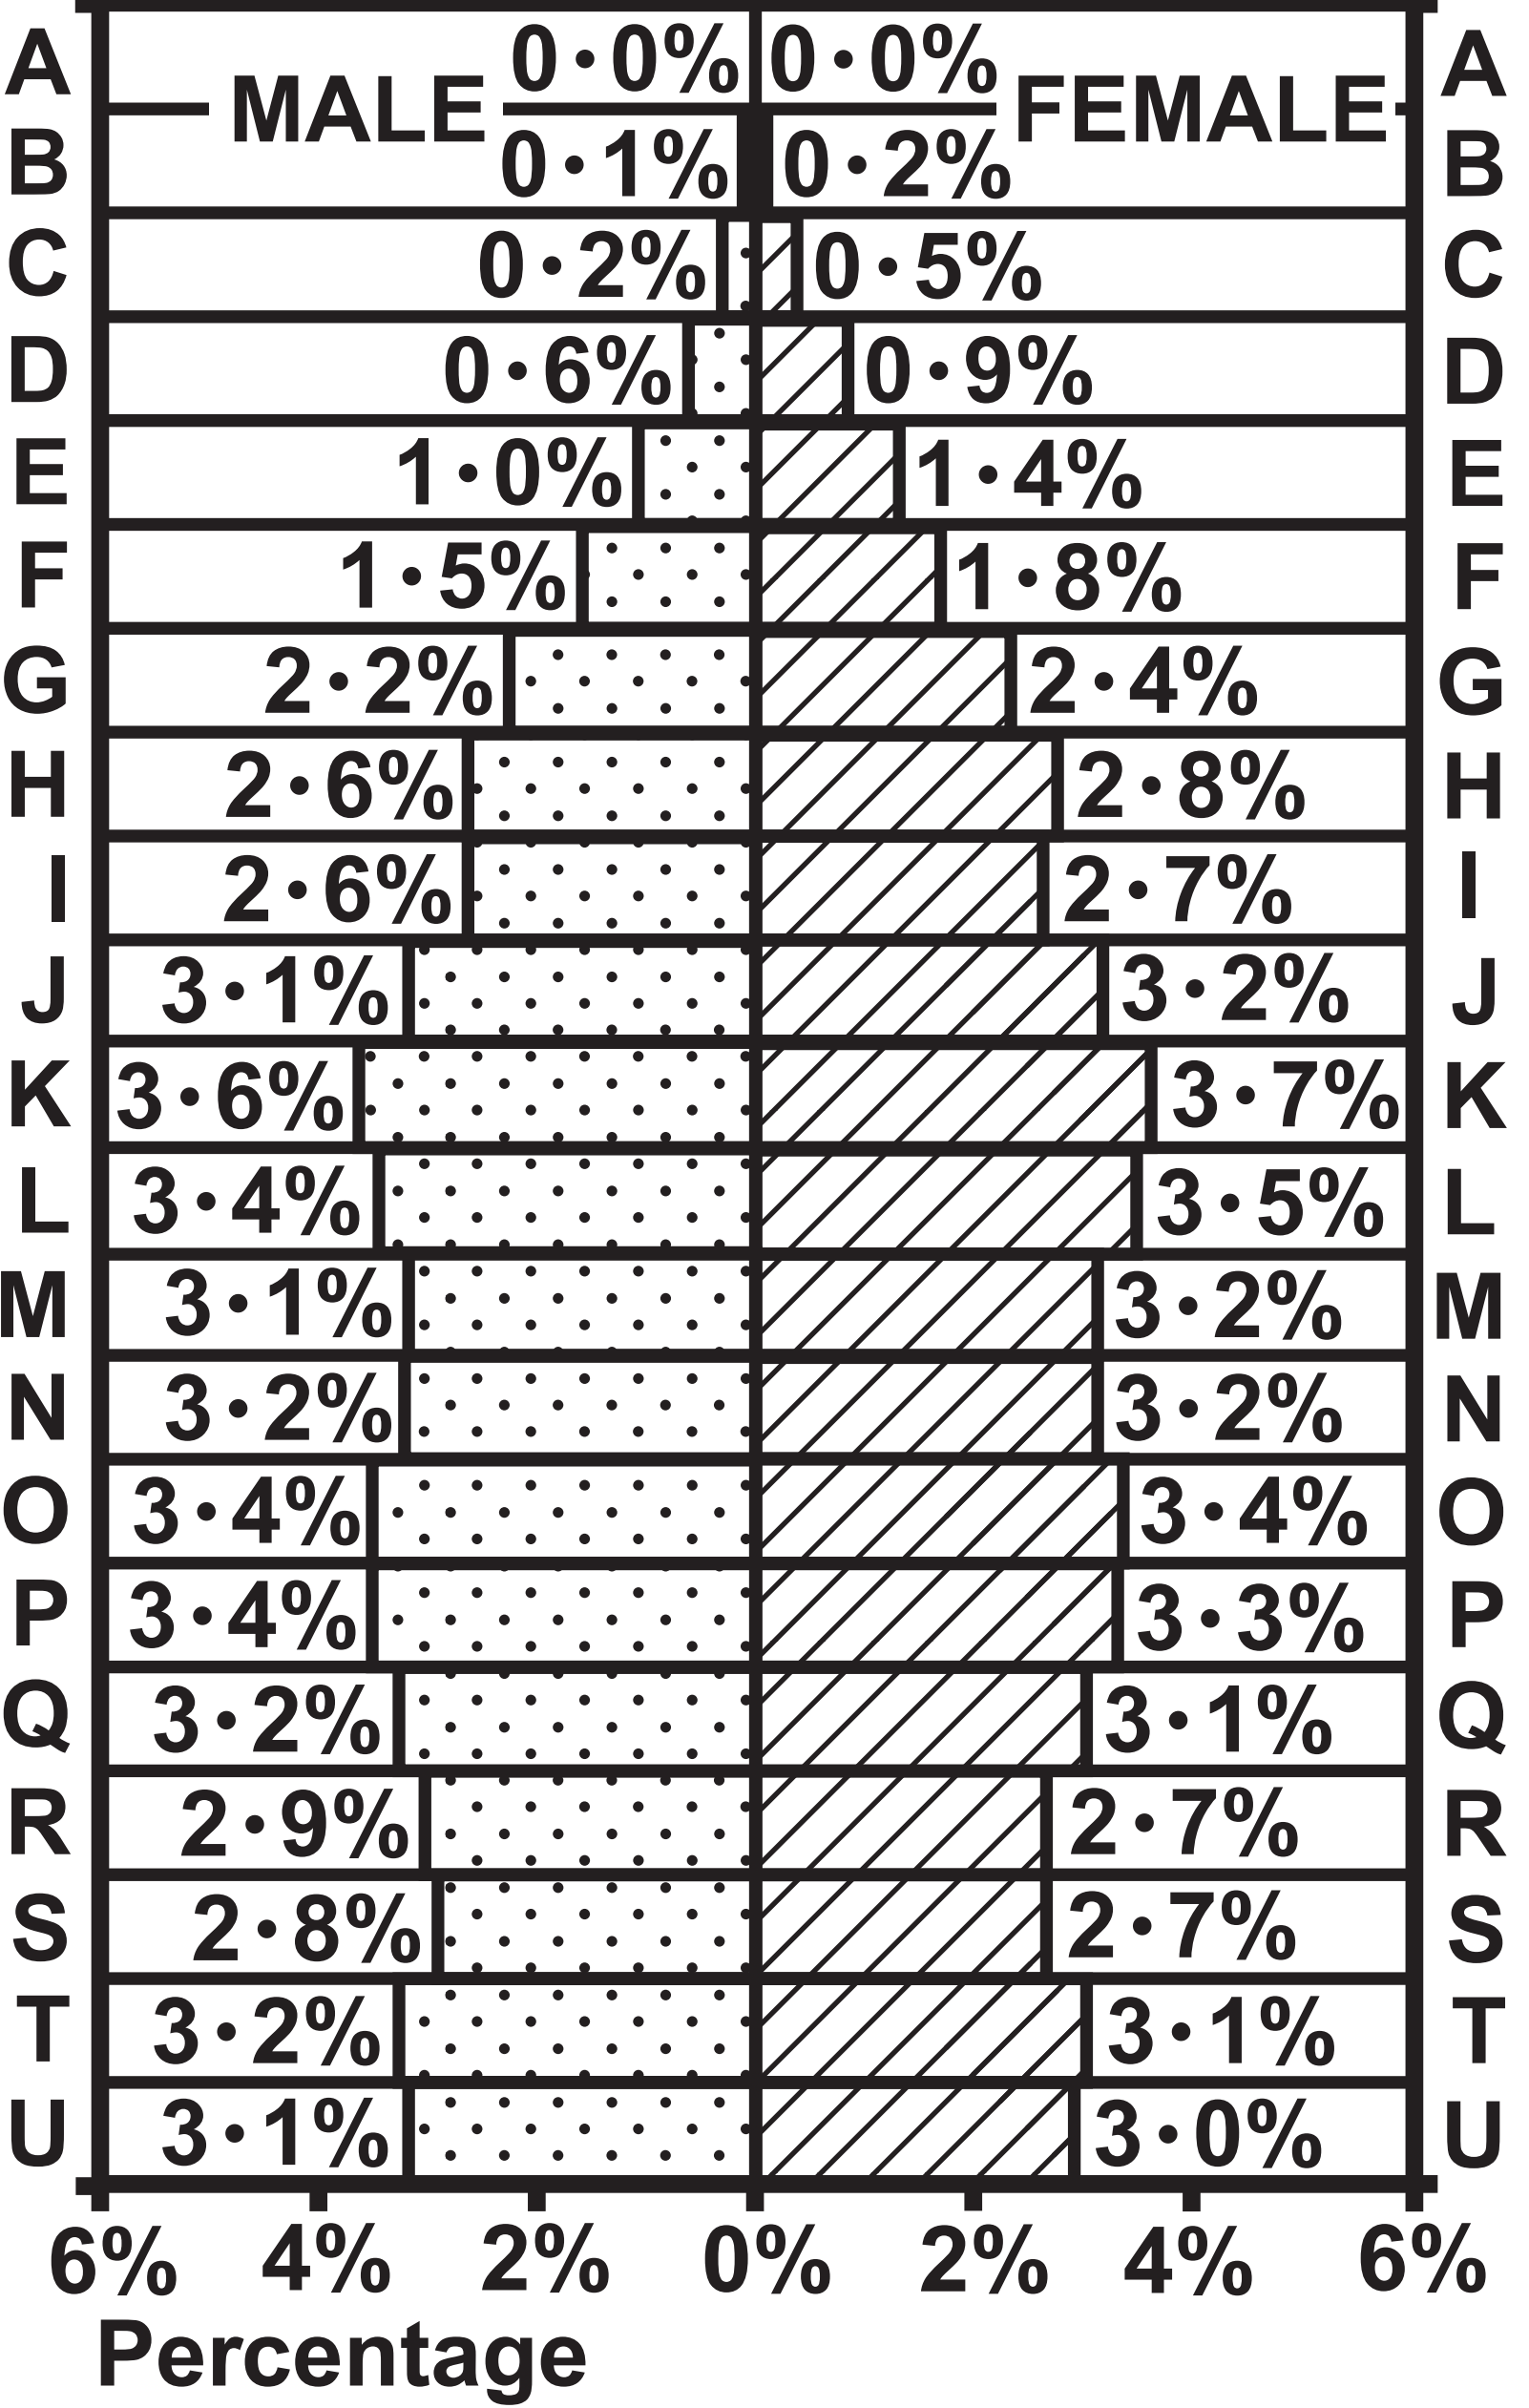 A 0·0% 0·0% A
MALE FEMALE
B 0·1% 0·2% B
C 0·2% 0·5% C
D 0·6% 0·9% D
E 1·0% 1·4% E
F 1·5% 1·8% F
G 2·2% 2·4% G
H 2·6% 2·8% H
I 2·6% 2·7% I
J 3·1% 3·2% J
K 3·6% 3·7% K
L 3·4% 3·5% L
M 3·1% 3·2% M
N 3·2% 3·2% N
O 3·4% 3·4% O
P 3·4% 3·3% P
Q 3·2% 3·1% Q
R 2·9% 2·7% R
S 2·8% 2·7% S
T 3·2% 3·1% T
U 3·1% 3·0% U
6% 4% 2% 0% 2% 4% 6%
Percentage